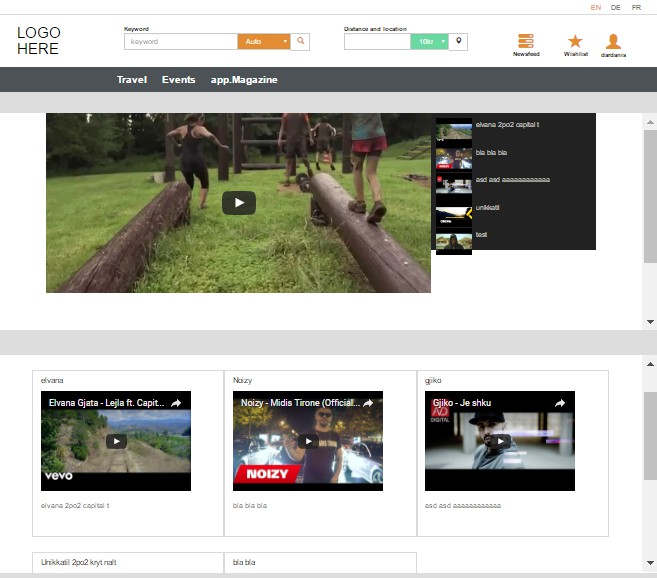 EN DE FR
LOGO
HERE
Keyword
keyword
Auto
Distance and location
10kr
Newsfeed
Wishlist
dardania
Travel Events app.Magazine
elvana 2po2 capital t
bla bla bla
asd asd aaaaaaaaaaaa
unikkatil
test
elvana
Elvana Gjata - Lejla ft. Capit...
vevo
elvana 2po2 capital t
Noizy
Noizy - Midis Tirone (Official...
NOIZY
bla bla bla
gjiko
Gjiko - Je shku
DIGITAL
asd asd aaaaaaaaaaaa
Unikkatil 2po2 kryt nalt
bla bla